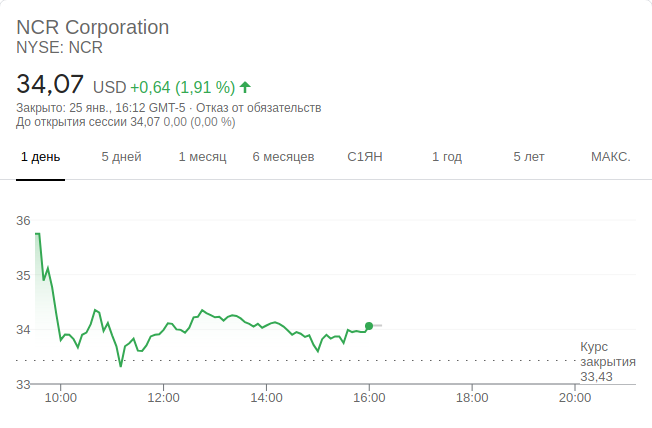 NCR Corporation
NYSE: NCR
34,07 USD +0,64 (1,91 %)
Закрыто: 25 янв., 16:12 GMT-5 · Отказ от обязательств
До открытия сессии 34,07 0,00 (0,00 %)
1 день 5 дней 1 месяц 6 месяцев С1ЯН 1 год 5 лет МАКС.
36
35
34
Курс
закрытия
33,43
33
10:00 12:00 14:00 16:00 18:00 20:00